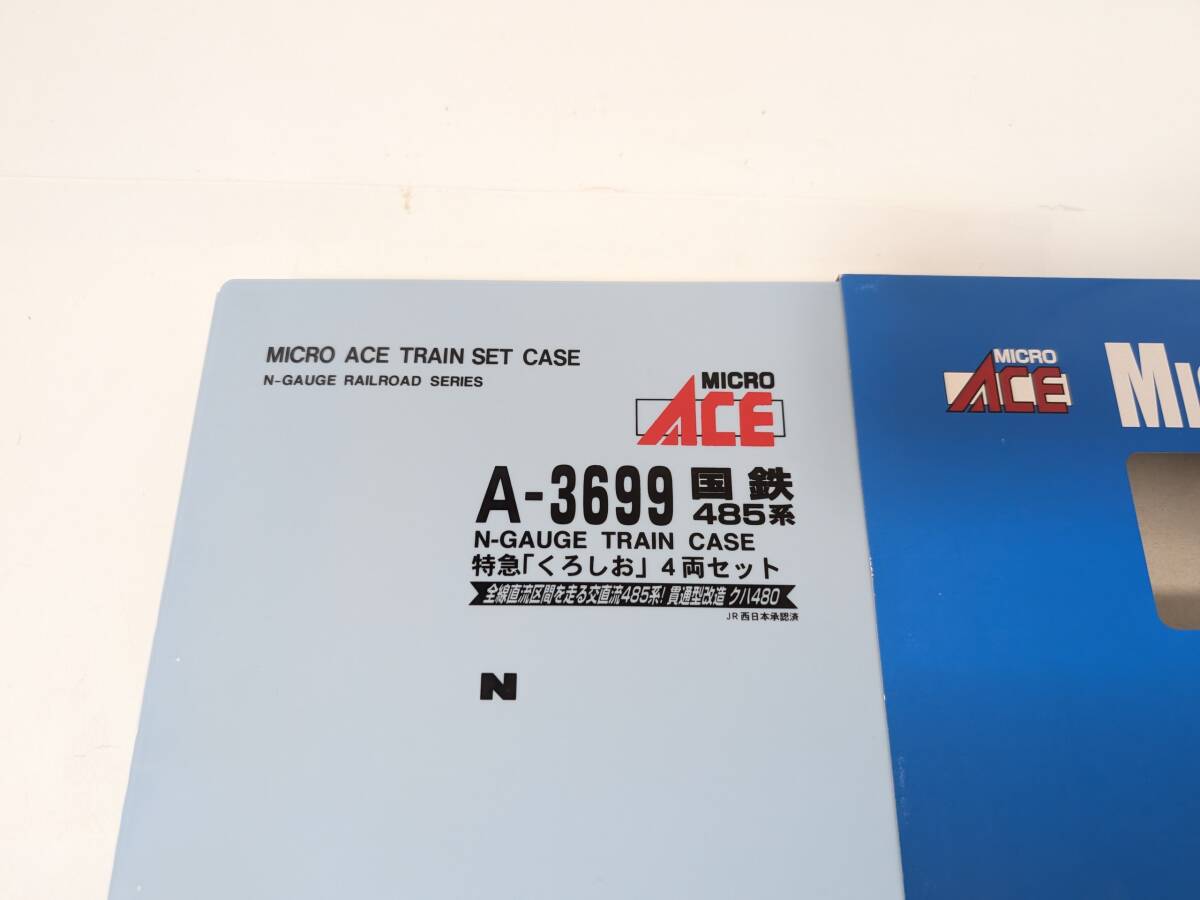 MICRO ACE TRAIN SET CASE
N-GAUGE RAILROAD SERIES
MICRO
ACE
A-3699 国鉄
485系
N-GAUGE TRAIN CASE
特急「くろしお」4両セット
全線直流区間を走る交直流485系!貫通型改造 クハ480
JR西日本承認済
N
MICRO
ACE